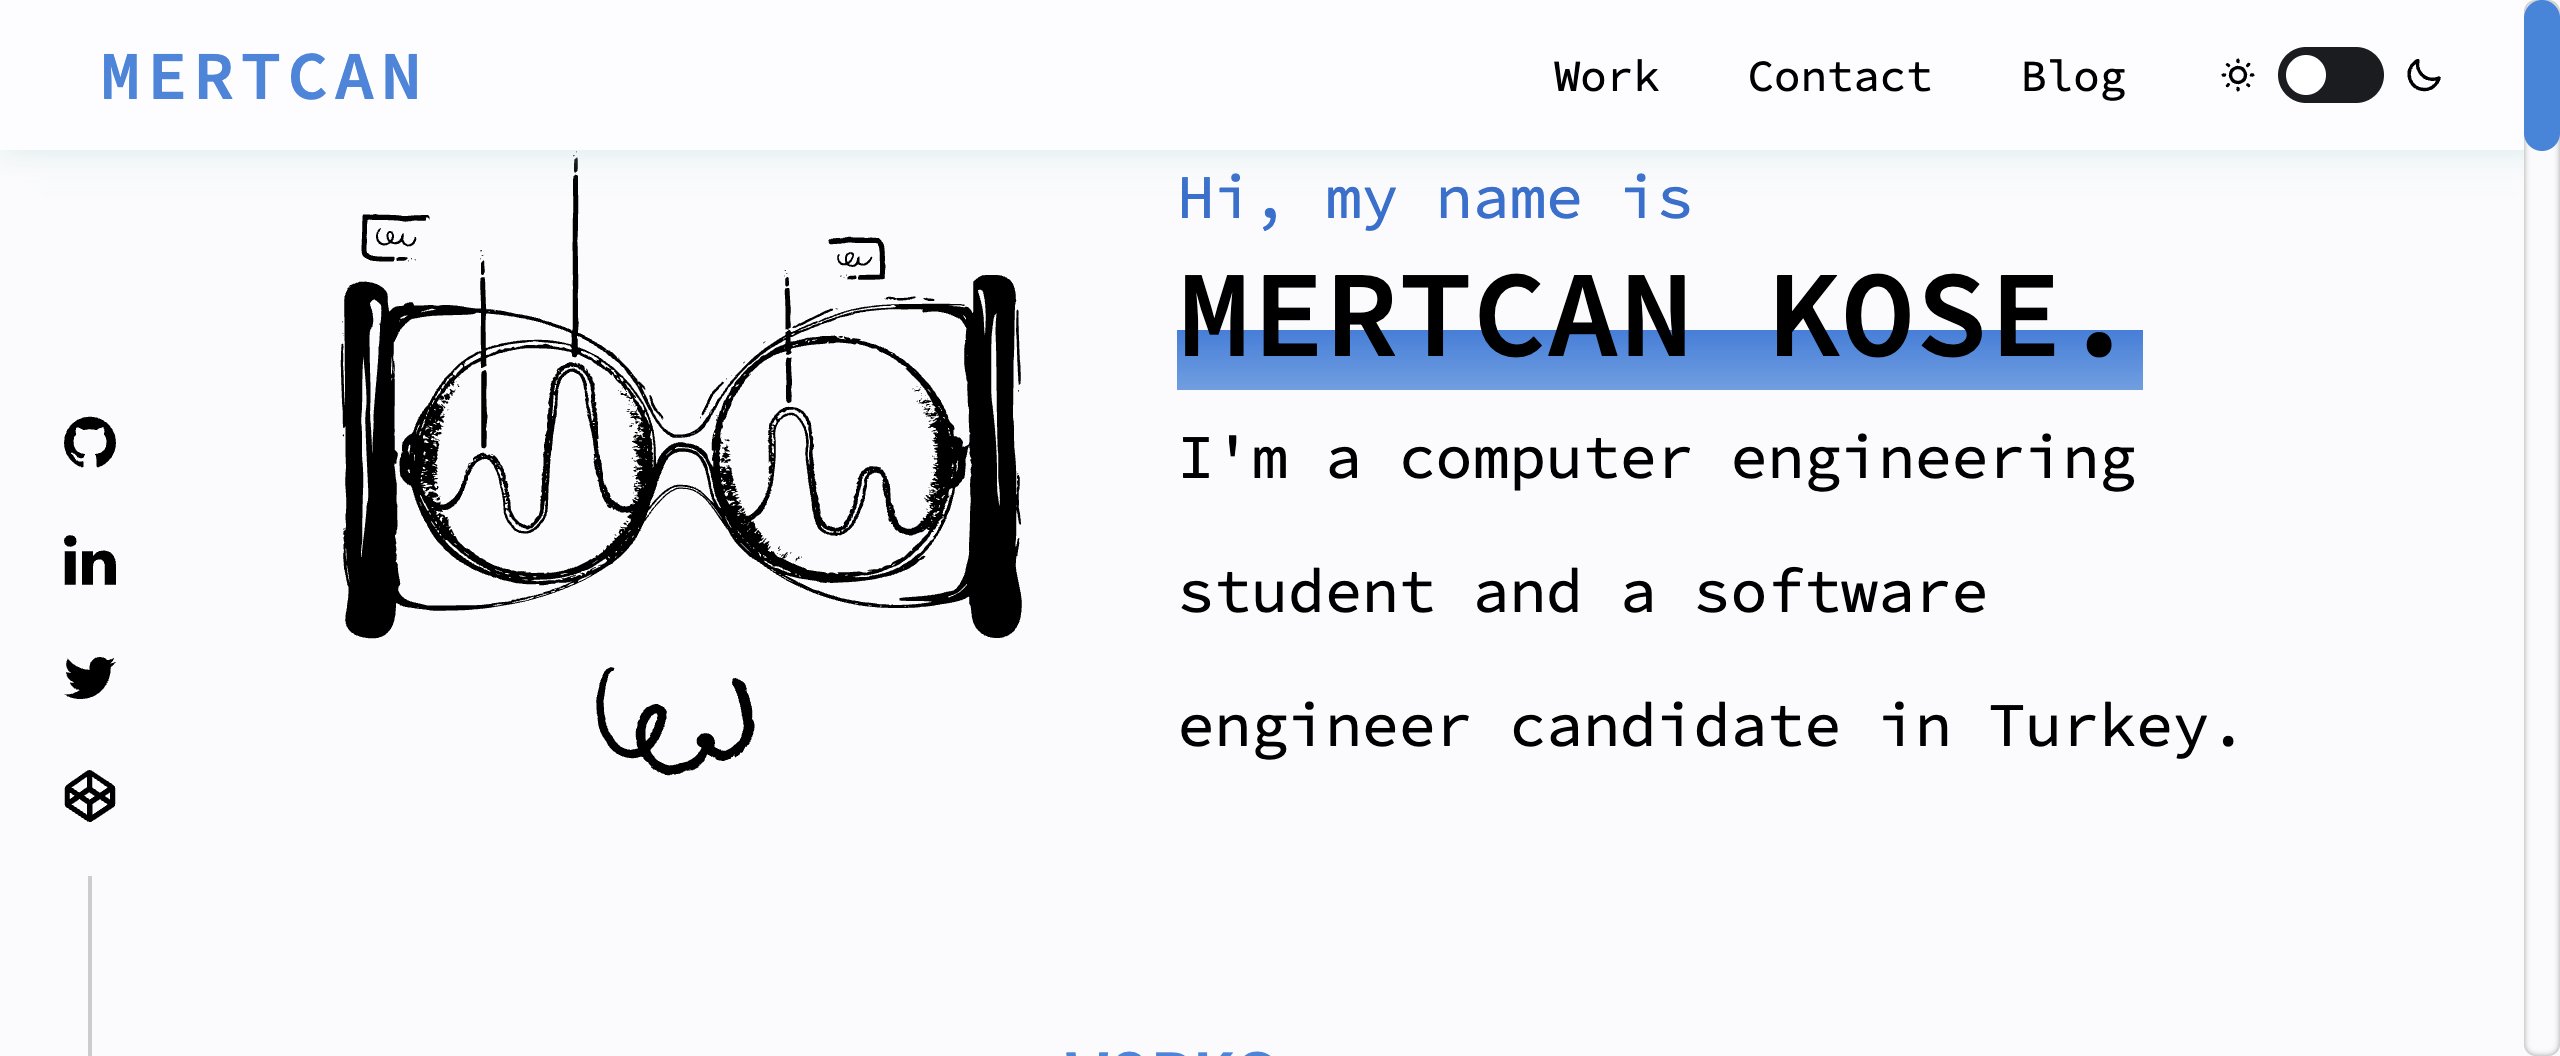 MERTCAN
Work Contact Blog
Hi, my name is
MERTCAN KOSE.
I'm a computer engineering
student and a software
engineer candidate in Turkey.
in